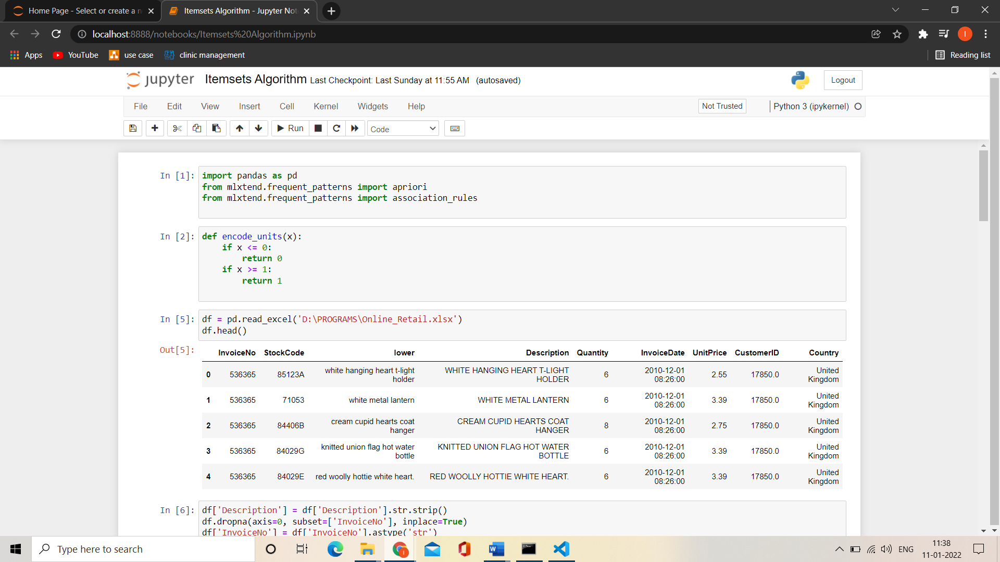 Home Page - Select or create a n
Itemsets Algorithm - Jupyter Not
localhost:8888/notebooks/Itemsets%20Algorithm.ipynb
I
Apps YouTube use case clinic management Reading list
jupyter Itemsets Algorithm Last Checkpoint: Last Sunday at 11:55 AM (autosaved) Logout
File Edit View Insert Cell Kernel Widgets Help Not Trusted Python 3 (ipykernel)
Run Code
In [1]: import pandas as pd
from mlxtend.frequent_patterns import apriori
from mlxtend.frequent_patterns import association_rules
In [2]: def encode_units(x):
if x <= 0:
return 0
if x >= 1:
return 1
In [5]: df = pd.read_excel('D:\PROGRAMS\Online_Retail.xlsx')
df.head()
Out[5]:
InvoiceNo StockCode lower Description Quantity InvoiceDate UnitPrice CustomerID Country
0 536365 85123A white hanging heart t-light holder WHITE HANGING HEART T-LIGHT HOLDER 6 2010-12-01 08:26:00 2.55 17850.0 United Kingdom
1 536365 71053 white metal lantern WHITE METAL LANTERN 6 2010-12-01 08:26:00 3.39 17850.0 United Kingdom
2 536365 84406B cream cupid hearts coat hanger CREAM CUPID HEARTS COAT HANGER 8 2010-12-01 08:26:00 2.75 17850.0 United Kingdom
3 536365 84029G knitted union flag hot water bottle KNITTED UNION FLAG HOT WATER BOTTLE 6 2010-12-01 08:26:00 3.39 17850.0 United Kingdom
4 536365 84029E red woolly hottie white heart. RED WOOLLY HOTTIE WHITE HEART. 6 2010-12-01 08:26:00 3.39 17850.0 United Kingdom
In [6]: df['Description'] = df['Description'].str.strip()
df.dropna(axis=0, subset=['InvoiceNo'], inplace=True)
df['InvoiceNo'] = df['InvoiceNo'].astype('str')
Type here to search
ENG
11:38
11-01-2022